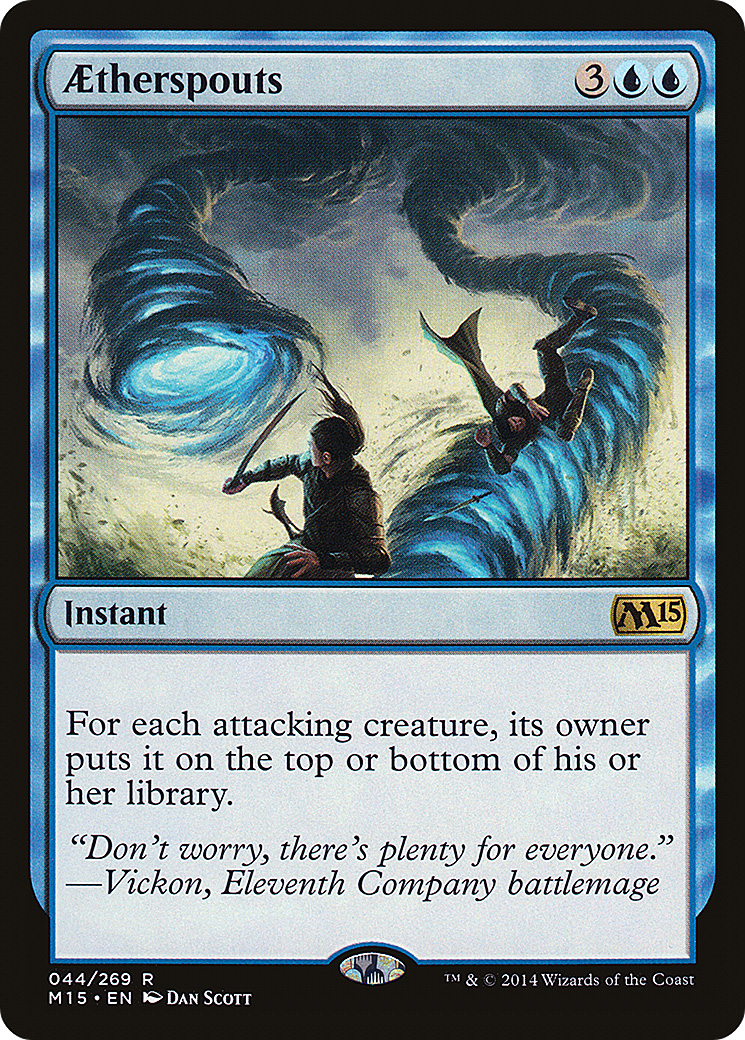 Ætherspouts 3
Instant M15
For each attacking creature, its owner
puts it on the top or bottom of his or
her library.
“Don’t worry, there’s plenty for everyone.”
—Vickon, Eleventh Company battlemage
044/269 R
M15 • EN Dan Scott
™ & © 2014 Wizards of the Coast